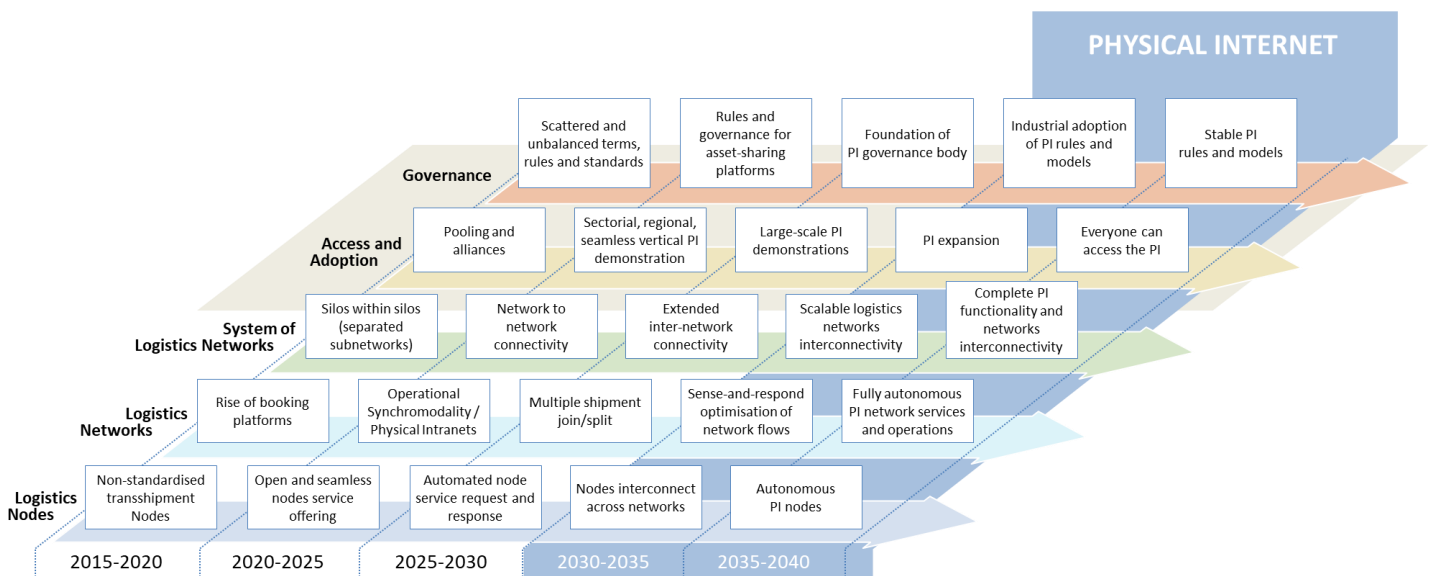 PHYSICAL INTERNET
Governance
Scattered and
unbalanced terms,
rules and standards
Rules and
governance for
asset-sharing
platforms
Foundation of
PI governance body
Industrial adoption
of PI rules and
models
Stable PI
rules and models
Access and
Adoption
Pooling and
alliances
Sectorial, regional,
seamless vertical PI
demonstration
Large-scale PI
demonstrations
PI expansion
Everyone can
access the PI
System of
Logistics Networks
Silos within silos
(separated
subnetworks)
Network to
network
connectivity
Extended
inter-network
connectivity
Scalable logistics
networks
interconnectivity
Complete PI
functionality and
networks
interconnectivity
Logistics
Networks
Rise of booking
platforms
Operational
Synchromodality /
Physical Intranets
Multiple shipment
join/split
Sense-and-respond
optimisation of
network flows
Fully autonomous
PI network services
and operations
Logistics
Nodes
Non-standardised
transshipment
Nodes
Open and seamless
nodes service
offering
Automated node
service request and
response
Nodes interconnect
across networks
Autonomous
PI nodes
2015-2020
2020-2025
2025-2030
2030-2035
2035-2040